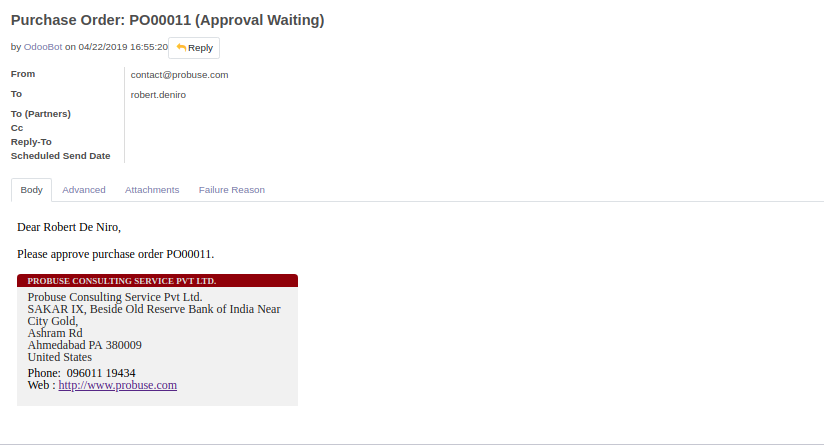 Purchase Order: PO00011 (Approval Waiting)
by OdooBot on 04/22/2019 16:55:20 Reply
From contact@probuse.com
To robert.deniro
To (Partners)
Cc
Reply-To
Scheduled Send Date
Body Advanced Attachments Failure Reason
Dear Robert De Niro,
Please approve purchase order PO00011.
PROBUSE CONSULTING SERVICE PVT LTD.
Probuse Consulting Service Pvt Ltd.
SAKAR IX, Beside Old Reserve Bank of India Near
City Gold,
Ashram Rd
Ahmedabad PA 380009
United States
Phone:  096011 19434
Web : http://www.probuse.com